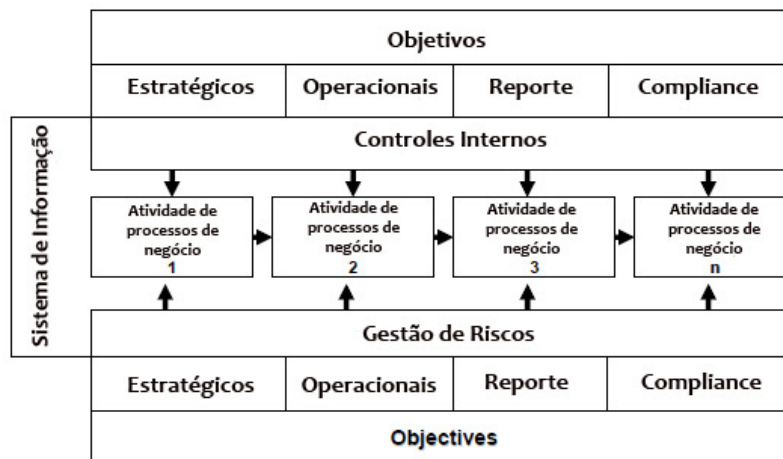 Objetivos
Estratégicos
Operacionais
Reporte
Compliance
Sistema de Informação
Controles Internos
Atividade de
processos de
negócio
1
Atividade de
processos de
negócio
2
Atividade de
processos de
negócio
3
Atividade de
processos de
negócio
n
Gestão de Riscos
Estratégicos
Operacionais
Reporte
Compliance
Objectives